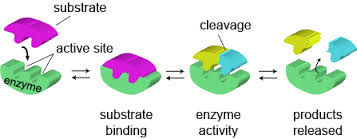 substrate
cleavage
active site
enzyme
substrate
binding
enzyme
activity
products
released